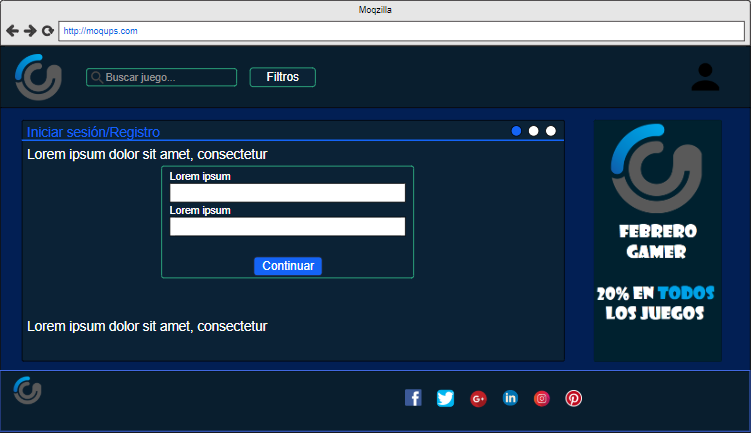 Moqzilla
http://moqups.com
Buscar juego...
Filtros
Iniciar sesión/Registro
Lorem ipsum dolor sit amet, consectetur
Lorem ipsum
Lorem ipsum
Continuar
Lorem ipsum dolor sit amet, consectetur
FEBRERO
GAMER
20% EN TODOS
LOS JUEGOS